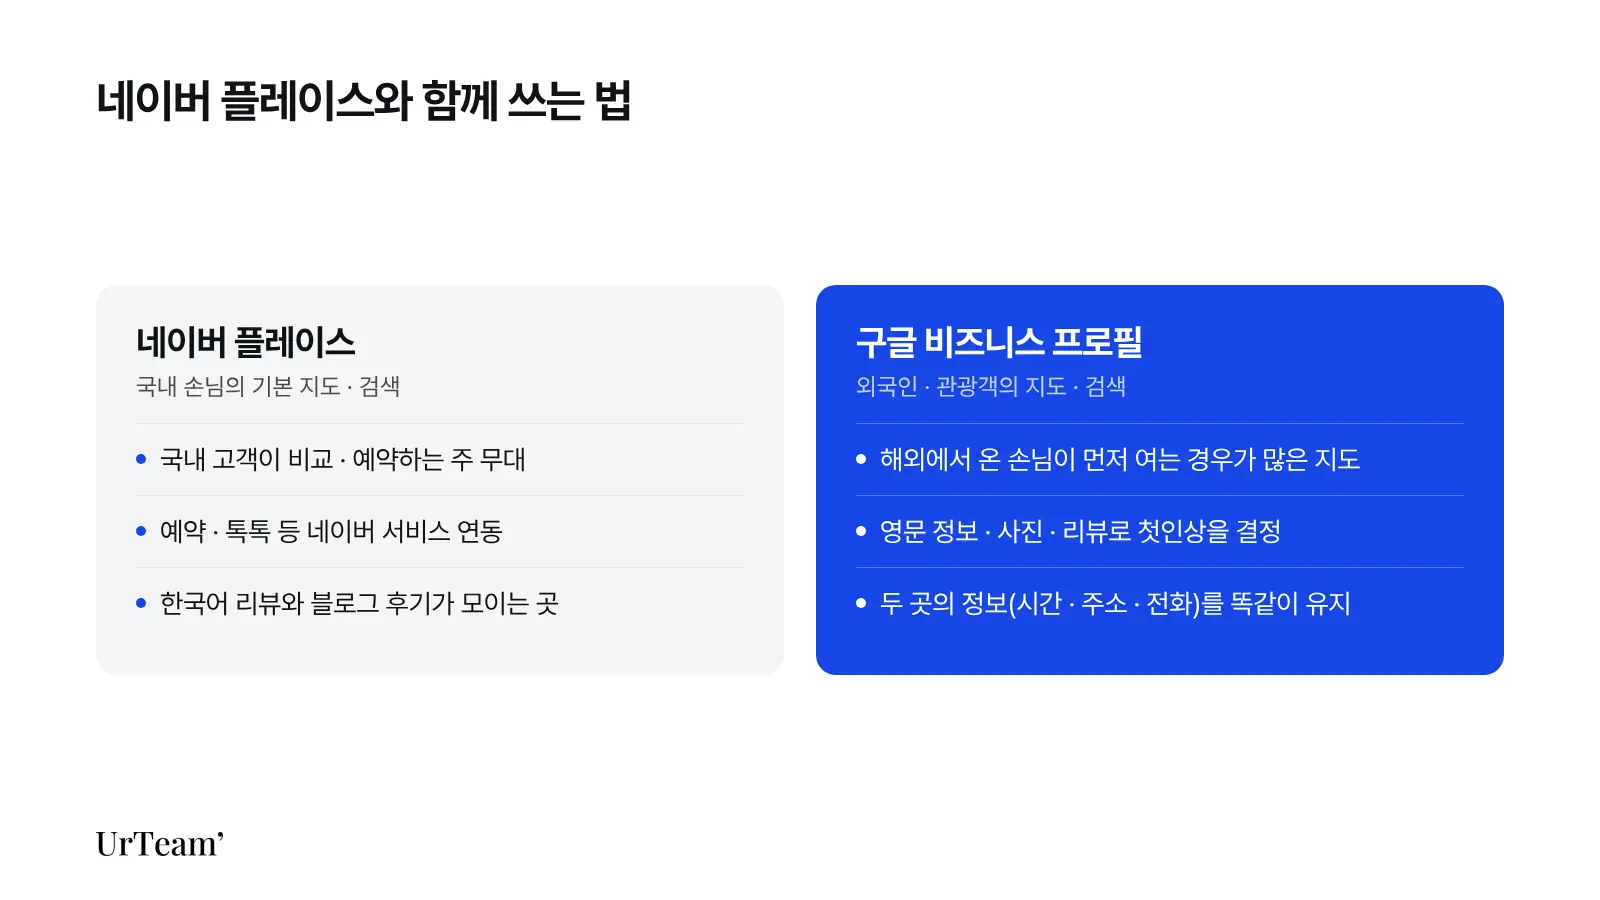 네이버 플레이스와 함께 쓰는 법
네이버 플레이스
국내 손님의 기본 지도 · 검색
국내 고객이 비교 · 예약하는 주 무대
예약 · 톡톡 등 네이버 서비스 연동
한국어 리뷰와 블로그 후기가 모이는 곳
구글 비즈니스 프로필
외국인 · 관광객의 지도 · 검색
해외에서 온 손님이 먼저 여는 경우가 많은 지도
영문 정보 · 사진 · 리뷰로 첫인상을 결정
두 곳의 정보(시간 · 주소 · 전화)를 똑같이 유지
UrTeam’